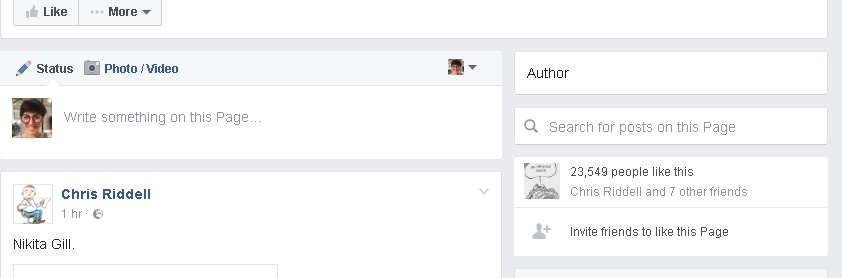 Like
More
Status
Photo / Video
Write something on this Page...
Chris Riddell
1 hr ·
Nikita Gill.
Author
Search for posts on this Page
23,549 people like this
Chris Riddell and 7 other friends
Invite friends to like this Page